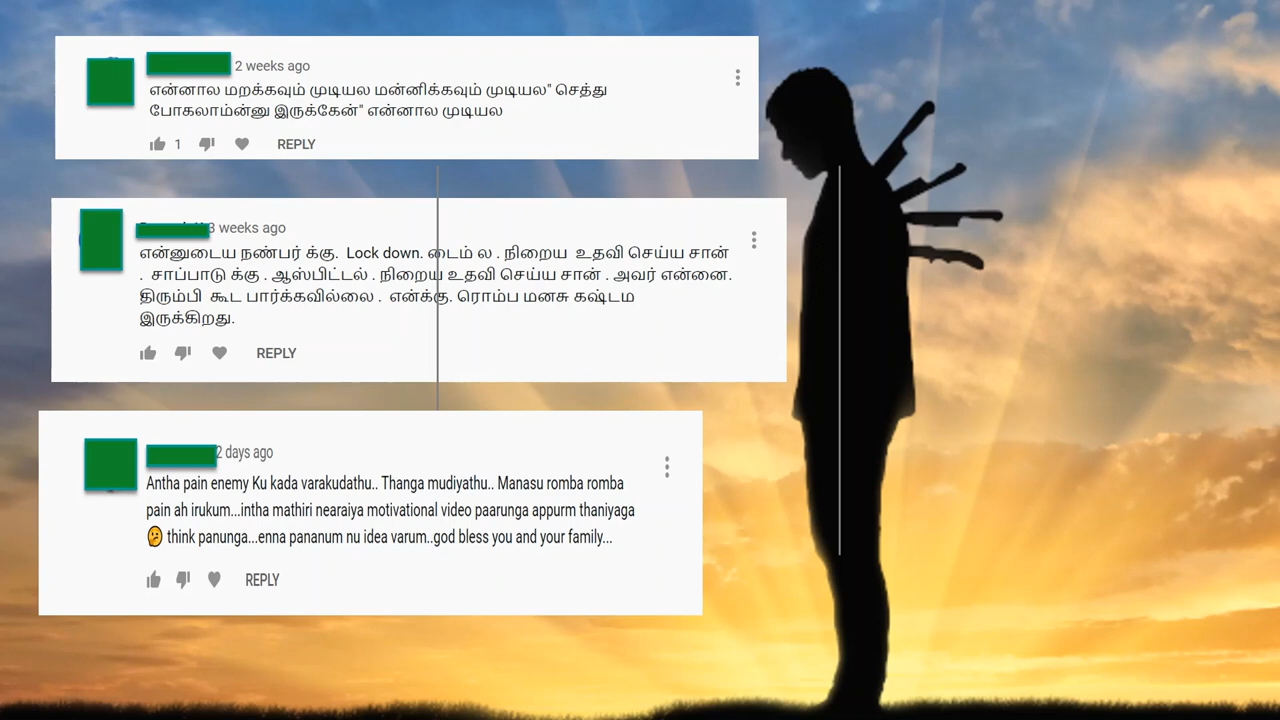 2 weeks ago
என்னால மறக்கவும் முடியல மன்னிக்கவும் முடியல" செத்து
போகலாம்ன்னு இருக்கேன்" என்னால முடியல
1 REPLY
3 weeks ago
என்னுடைய நண்பர் க்கு. Lock down. டைம் ல . நிறைய உதவி செய்ய சான்
. சாப்பாடு க்கு . ஆஸ்பிட்டல் . நிறைய உதவி செய்ய சான் . அவர் என்னை.
திரும்பி கூட பார்க்கவில்லை . என்க்கு. ரொம்ப மனசு கஷ்டம
இருக்கிறது.
REPLY
2 days ago
Antha pain enemy Ku kada varakudathu.. Thanga mudiyathu.. Manasu romba romba
pain ah irukum...intha mathiri nearaiya motivational video paarunga appurm thaniyaga
🤔 think panunga...enna pananum nu idea varum..god bless you and your family...
REPLY